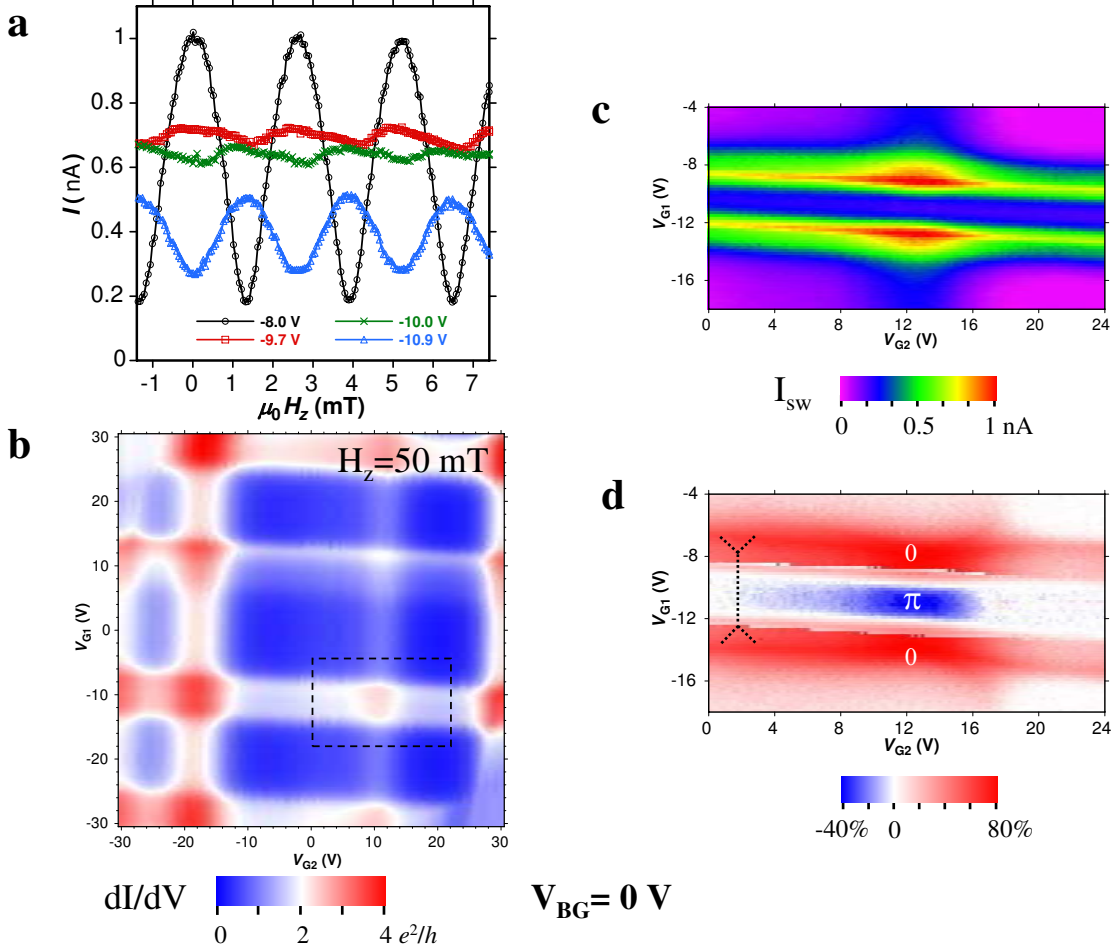 a
1
0.8
0.6
0.4
0.2
0
I (nA)
-8.0 V
-10.0 V
-9.7 V
-10.9 V
-1 0 1 2 3 4 5 6 7
μ0 Hz (mT)
b
Hz=50 mT
30
20
10
0
-10
-20
-30
VG1 (V)
-30 -20 -10 0 10 20 30
VG2 (V)
dI/dV
0 2 4 e²/h
VBG= 0 V
c
-4
-8
-12
-16
VG1 (V)
0 4 8 12 16 20 24
VG2 (V)
Isw
0 0.5 1 nA
d
-4
-8
-12
-16
VG1 (V)
0
π
0
0 4 8 12 16 20 24
VG2 (V)
-40% 0 80%